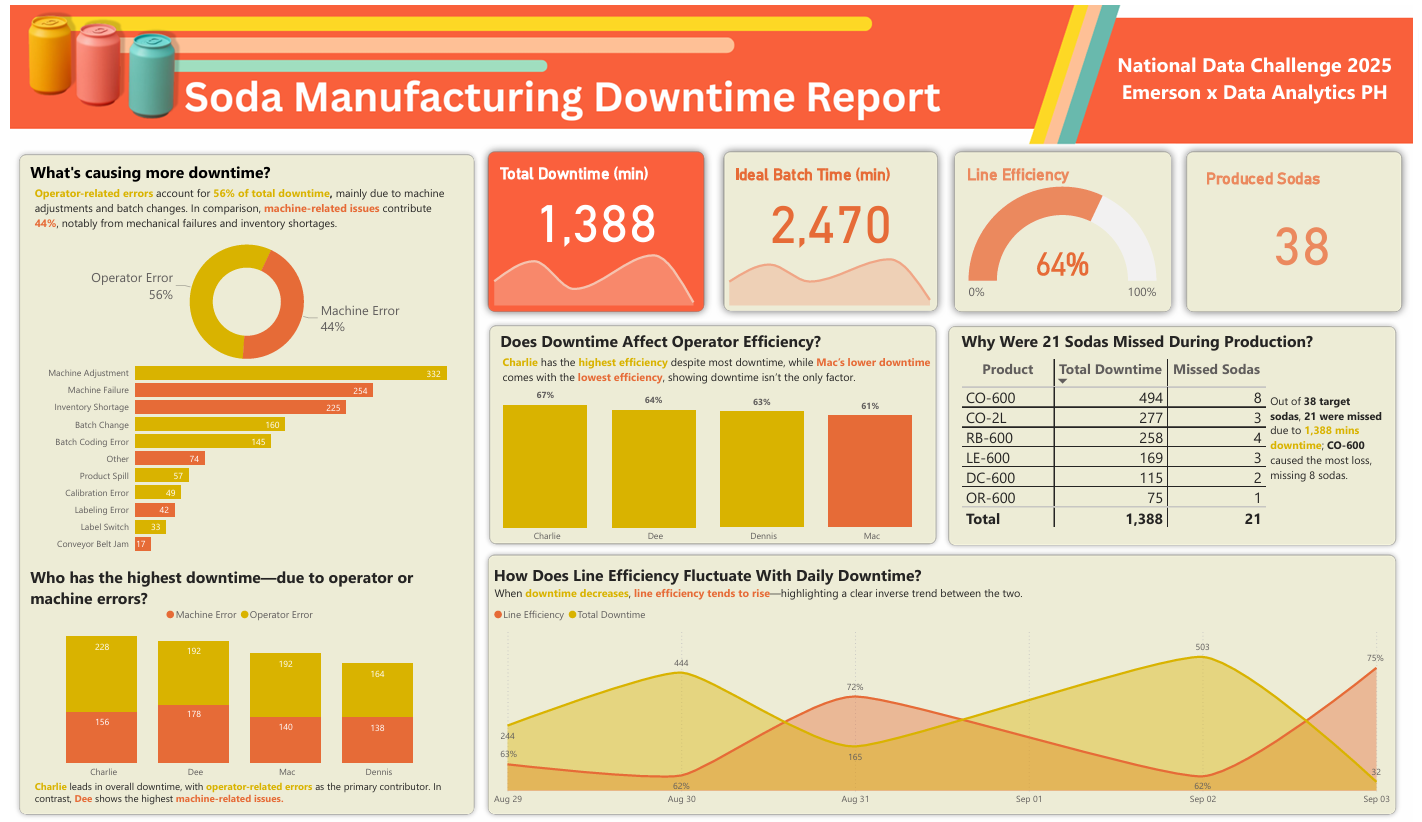 Soda Manufacturing Downtime Report
National Data Challenge 2025
Emerson x Data Analytics PH
What's causing more downtime?
Operator-related errors account for 56% of total downtime, mainly due to machine
adjustments and batch changes. In comparison, machine-related issues contribute
44%, notably from mechanical failures and inventory shortages.
Operator Error
56%
Machine Error
44%
Machine Adjustment 332
Machine Failure 254
Inventory Shortage 225
Batch Change 160
Batch Coding Error 145
Other 74
Product Spill 57
Calibration Error 49
Labeling Error 42
Label Switch 33
Conveyor Belt Jam 17
Who has the highest downtime—due to operator or
machine errors?
Machine Error Operator Error
228 192 192 164
156 178 140 138
Charlie Dee Mac Dennis
Charlie leads in overall downtime, with operator-related errors as the primary contributor. In
contrast, Dee shows the highest machine-related issues.
Total Downtime (min)
1,388
Ideal Batch Time (min)
2,470
Line Efficiency
64%
0% 100%
Produced Sodas
38
Does Downtime Affect Operator Efficiency?
Charlie has the highest efficiency despite most downtime, while Mac's lower downtime
comes with the lowest efficiency, showing downtime isn't the only factor.
67% 64% 63% 61%
Charlie Dee Dennis Mac
Why Were 21 Sodas Missed During Production?
Product Total Downtime Missed Sodas
CO-600 494 8
CO-2L 277 3
RB-600 258 4
LE-600 169 3
DC-600 115 2
OR-600 75 1
Total 1,388 21
Out of 38 target
sodas, 21 were missed
due to 1,388 mins
downtime; CO-600
caused the most loss,
missing 8 sodas.
How Does Line Efficiency Fluctuate With Daily Downtime?
When downtime decreases, line efficiency tends to rise—highlighting a clear inverse trend between the two.
Line Efficiency Total Downtime
244 444 165 503 32
63% 62% 72% 62% 75%
Aug 29 Aug 30 Aug 31 Sep 01 Sep 02 Sep 03